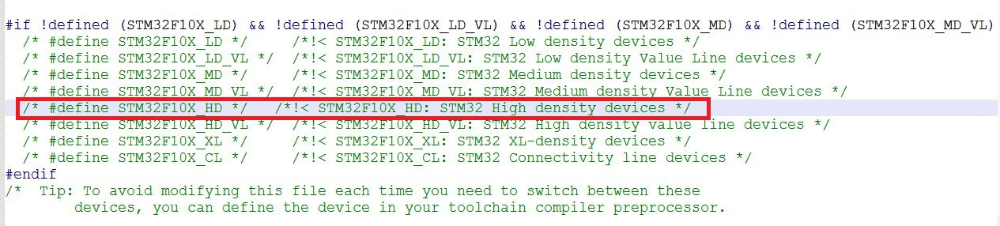 #if !defined (STM32F10X_LD) && !defined (STM32F10X_LD_VL) && !defined (STM32F10X_MD) && !defined (STM32F10X_MD_VL)
/* #define STM32F10X_LD */ /*!< STM32F10X_LD: STM32 Low density devices */
/* #define STM32F10X_LD_VL */ /*!< STM32F10X_LD_VL: STM32 Low density Value Line devices */
/* #define STM32F10X_MD */ /*!< STM32F10X_MD: STM32 Medium density devices */
/* #define STM32F10X_MD_VL */ /*!< STM32F10X_MD_VL: STM32 Medium density Value Line devices */
/* #define STM32F10X_HD */ /*!< STM32F10X_HD: STM32 High density devices */
/* #define STM32F10X_HD_VL */ /*!< STM32F10X_HD_VL: STM32 High density value line devices */
/* #define STM32F10X_XL */ /*!< STM32F10X_XL: STM32 XL-density devices */
/* #define STM32F10X_CL */ /*!< STM32F10X_CL: STM32 Connectivity line devices */
#endif
/* Tip: To avoid modifying this file each time you need to switch between these
devices, you can define the device in your toolchain compiler preprocessor.